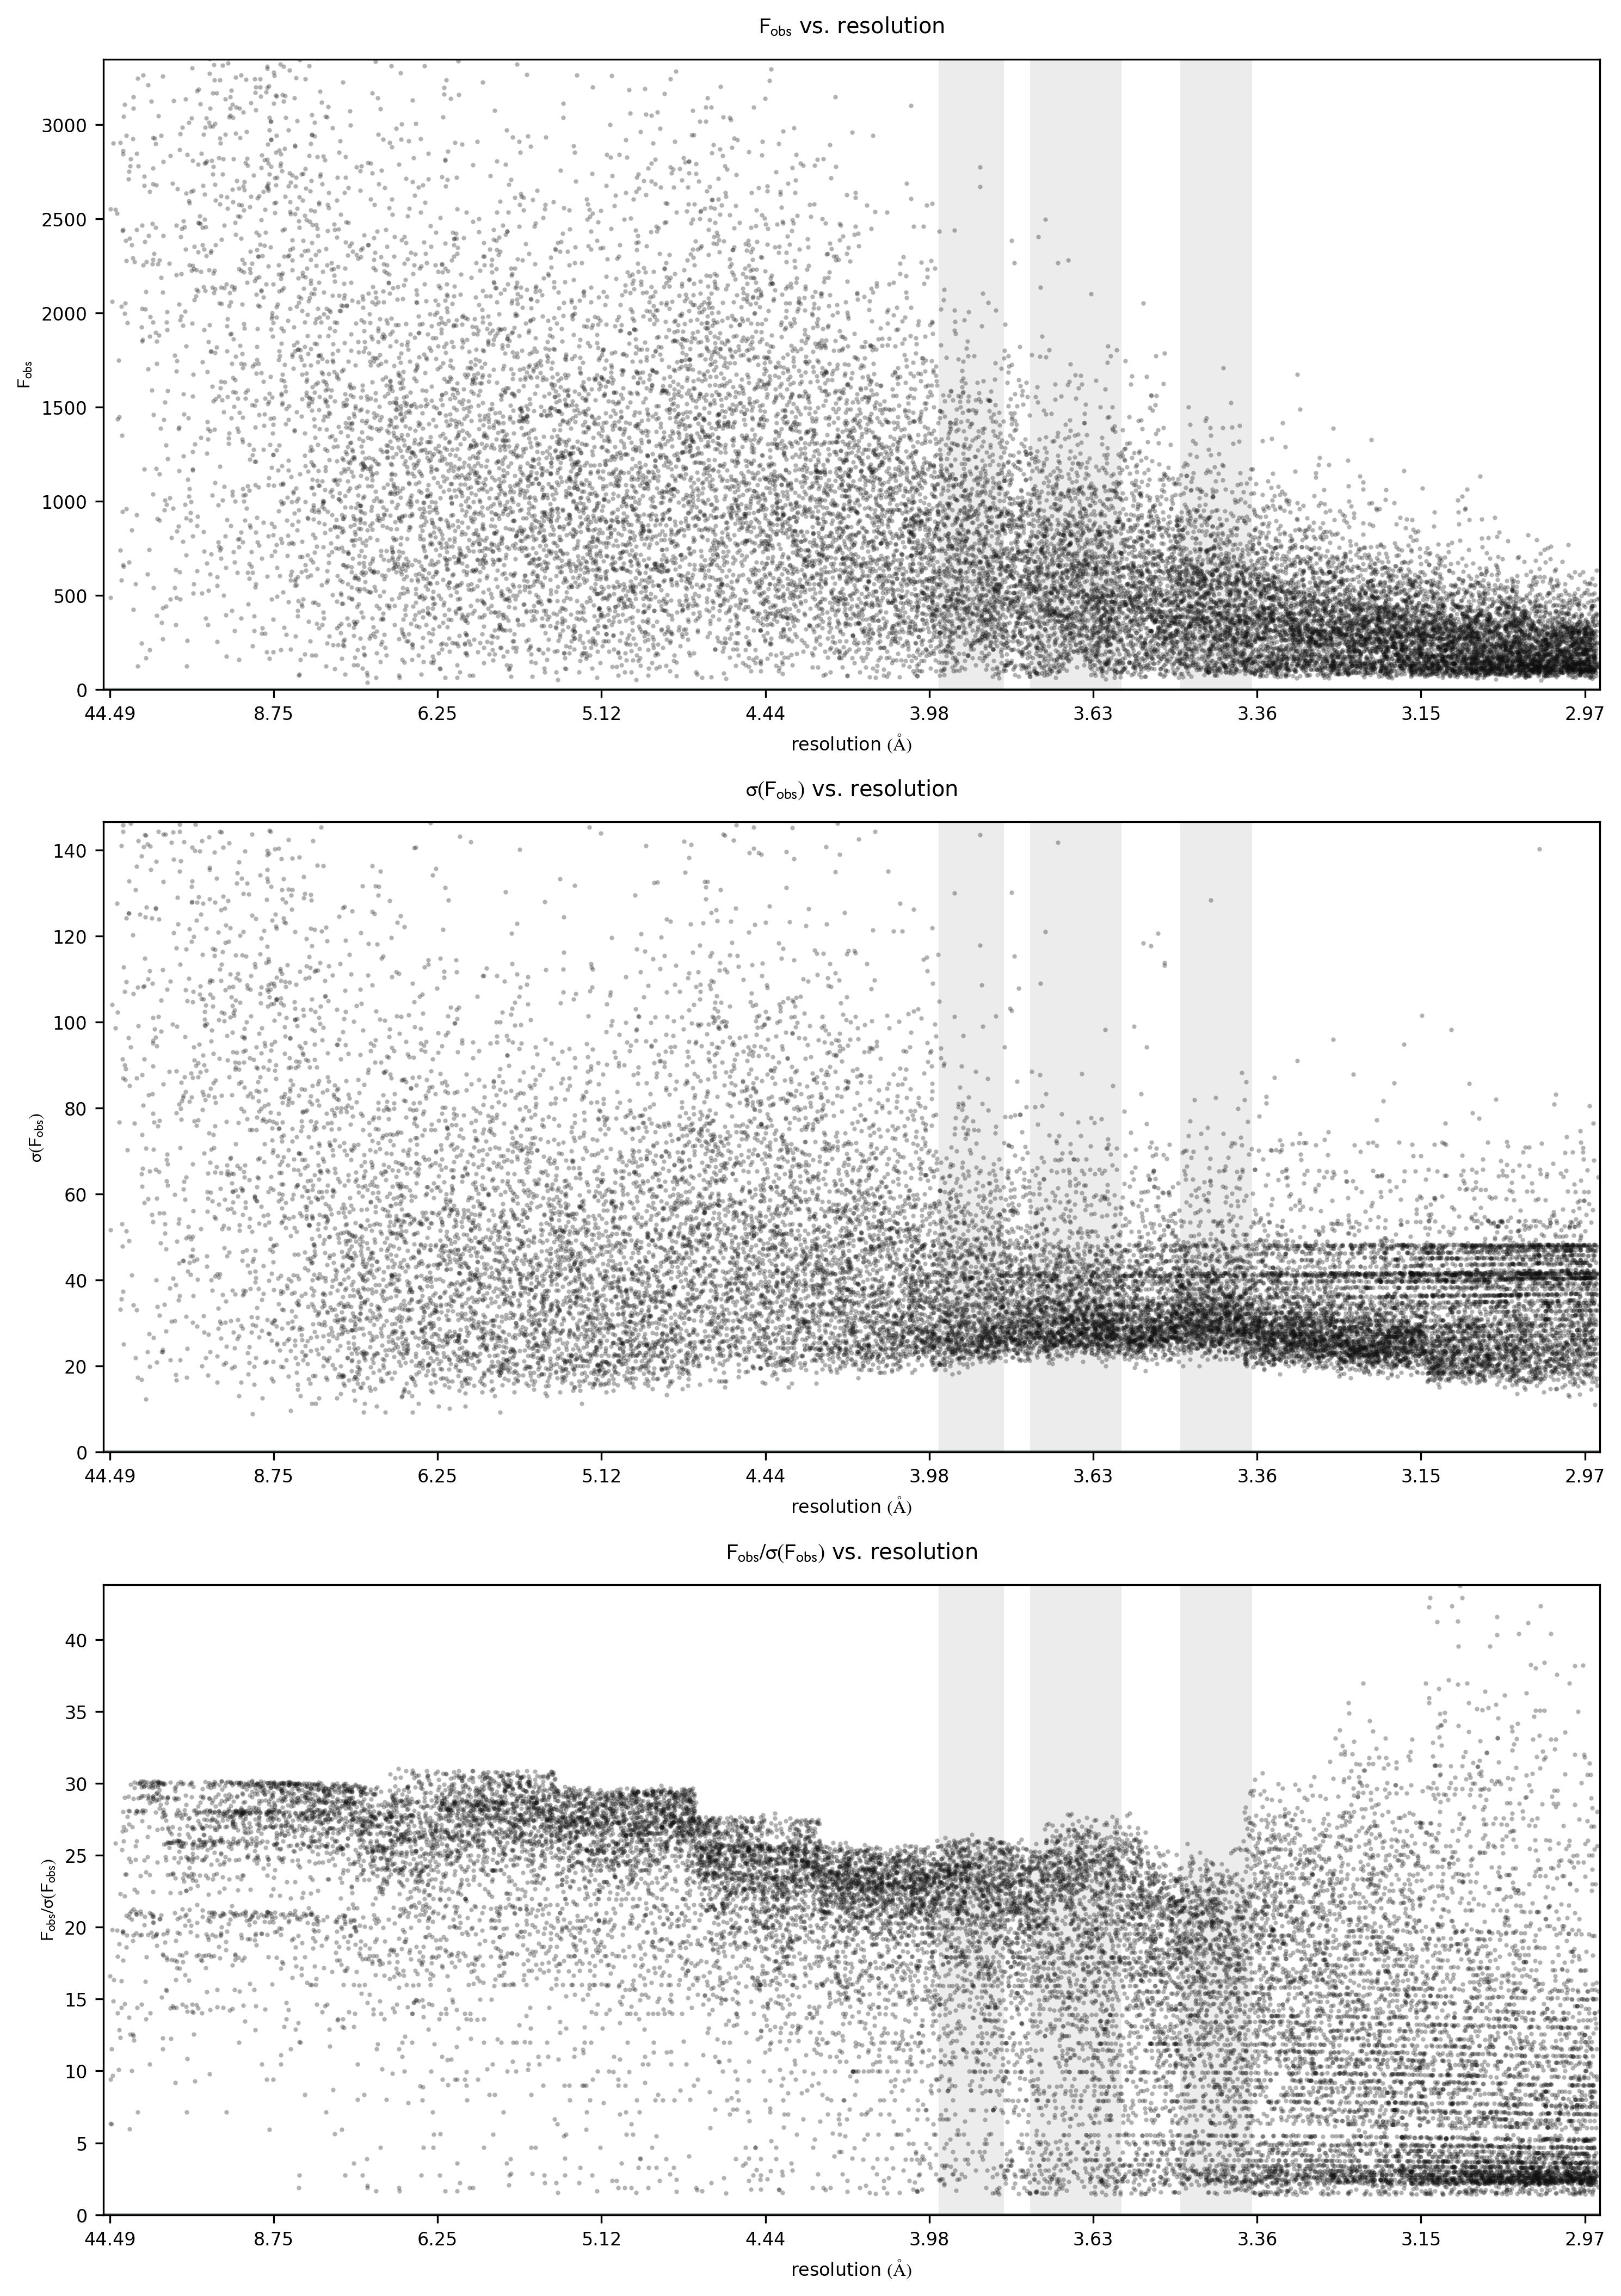 Fobs vs. resolution
3000
2500
2000
1500
1000
500
0
Fobs
44.49 8.75 6.25 5.12 4.44 3.98 3.63 3.36 3.15 2.97
resolution (Å)
σ(Fobs) vs. resolution
140
120
100
80
60
40
20
0
σ(Fobs)
44.49 8.75 6.25 5.12 4.44 3.98 3.63 3.36 3.15 2.97
resolution (Å)
Fobs/σ(Fobs) vs. resolution
40
35
30
25
20
15
10
5
0
Fobs/σ(Fobs)
44.49 8.75 6.25 5.12 4.44 3.98 3.63 3.36 3.15 2.97
resolution (Å)